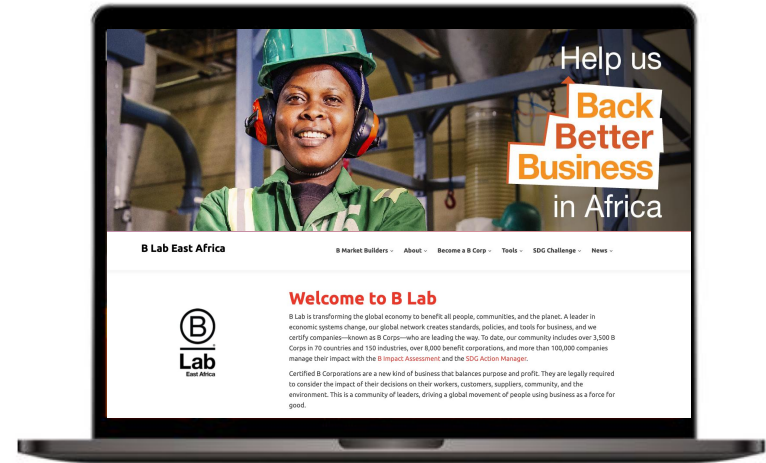 Help us
Back
Better
Business
in Africa
B Lab East Africa
B Market Builders
About
Become a B Corp
Tools
SDG Challenge
News
B
Lab
East Africa
Welcome to B Lab
B Lab is transforming the global economy to benefit all people, communities, and the planet. A leader in
economic systems change, our global network creates standards, policies, and tools for business, and we
certify companies—known as B Corps—who are leading the way. To date, our community includes over 3,500 B
Corps in 70 countries and 150 industries, over 8,000 benefit corporations, and more than 100,000 companies
manage their impact with the B Impact Assessment and the SDG Action Manager.
Certified B Corporations are a new kind of business that balances purpose and profit. They are legally required
to consider the impact of their decisions on their workers, customers, suppliers, community, and the
environment. This is a community of leaders, driving a global movement of people using business as a force for
good.